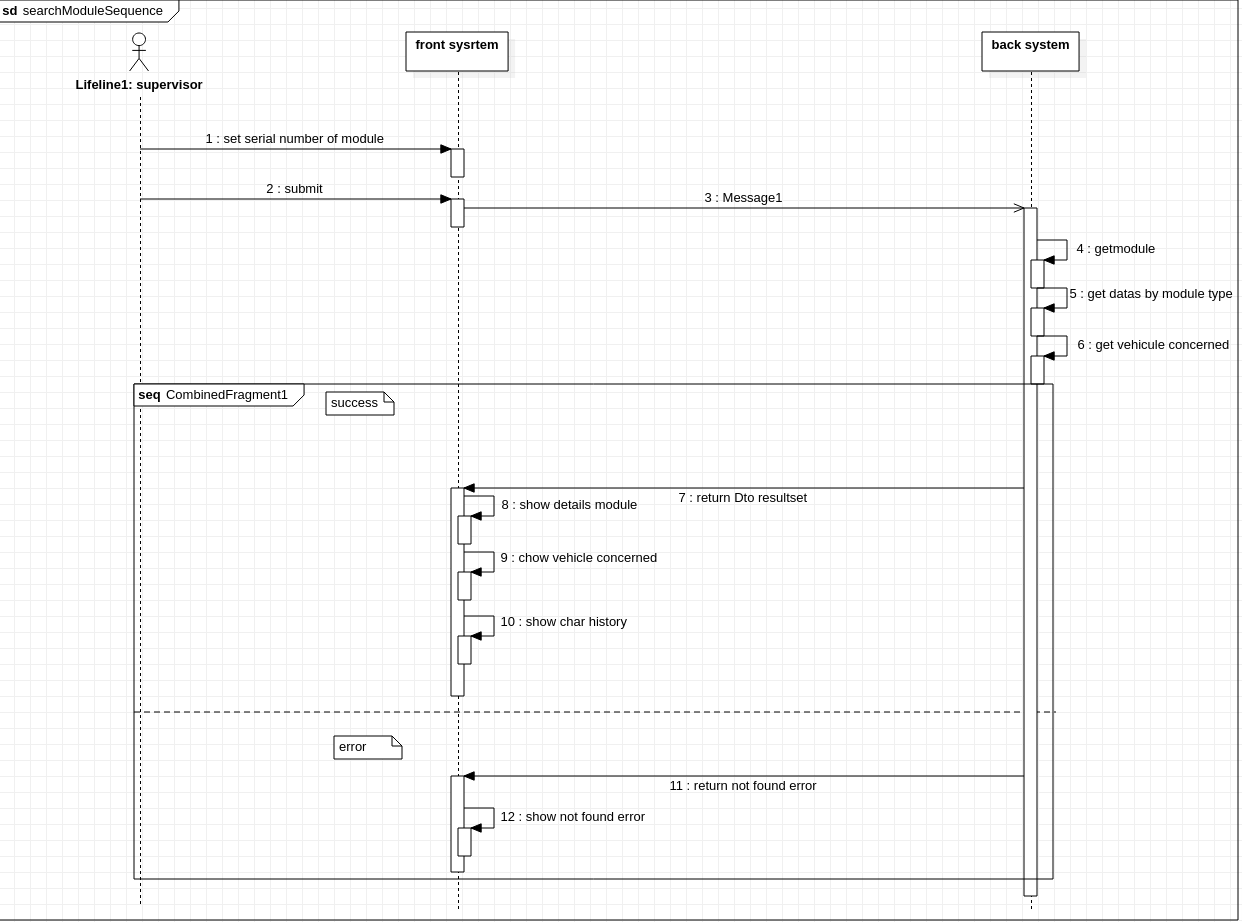 sd searchModuleSequence
Lifeline1: supervisor
front sysrtem
back system
1 : set serial number of module
2 : submit
3 : Message1
4 : getmodule
5 : get datas by module type
6 : get vehicule concerned
seq CombinedFragment1
success
7 : return Dto resultset
8 : show details module
9 : chow vehicle concerned
10 : show char history
error
11 : return not found error
12 : show not found error